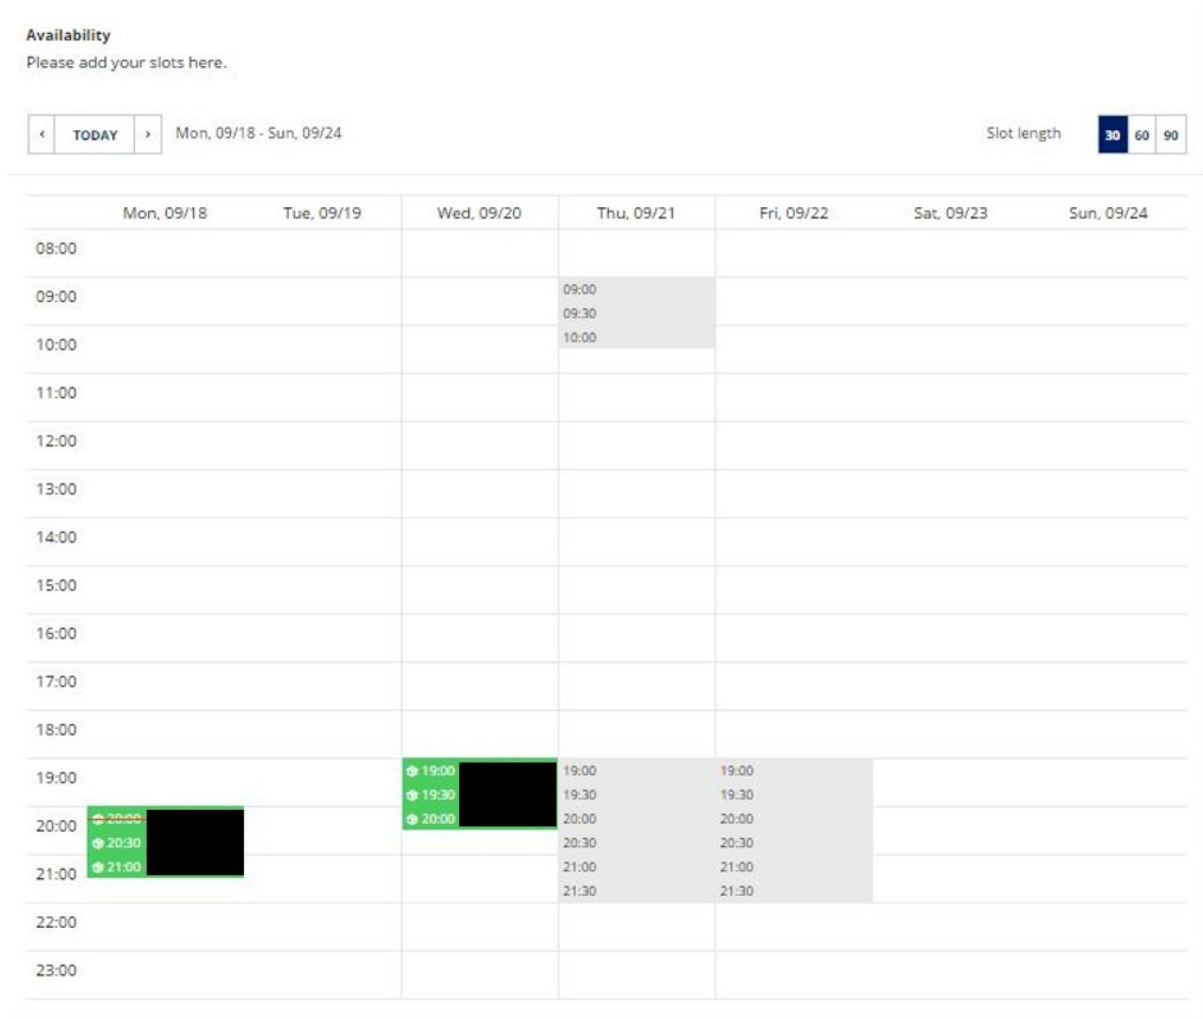 Availability
Please add your slots here.
‹ TODAY › Mon, 09/18 - Sun, 09/24 Slot length 30 60 90
Mon, 09/18 Tue, 09/19 Wed, 09/20 Thu, 09/21 Fri, 09/22 Sat, 09/23 Sun, 09/24
08:00
09:00 09:00
09:30
10:00 10:00
11:00
12:00
13:00
14:00
15:00
16:00
17:00
18:00
19:00 19:00 19:00 19:00
19:30 19:30 19:30
20:00 20:00 20:00 20:00 20:00
20:30 20:30 20:30
21:00 21:00 21:00 21:00
21:30 21:30
22:00
23:00